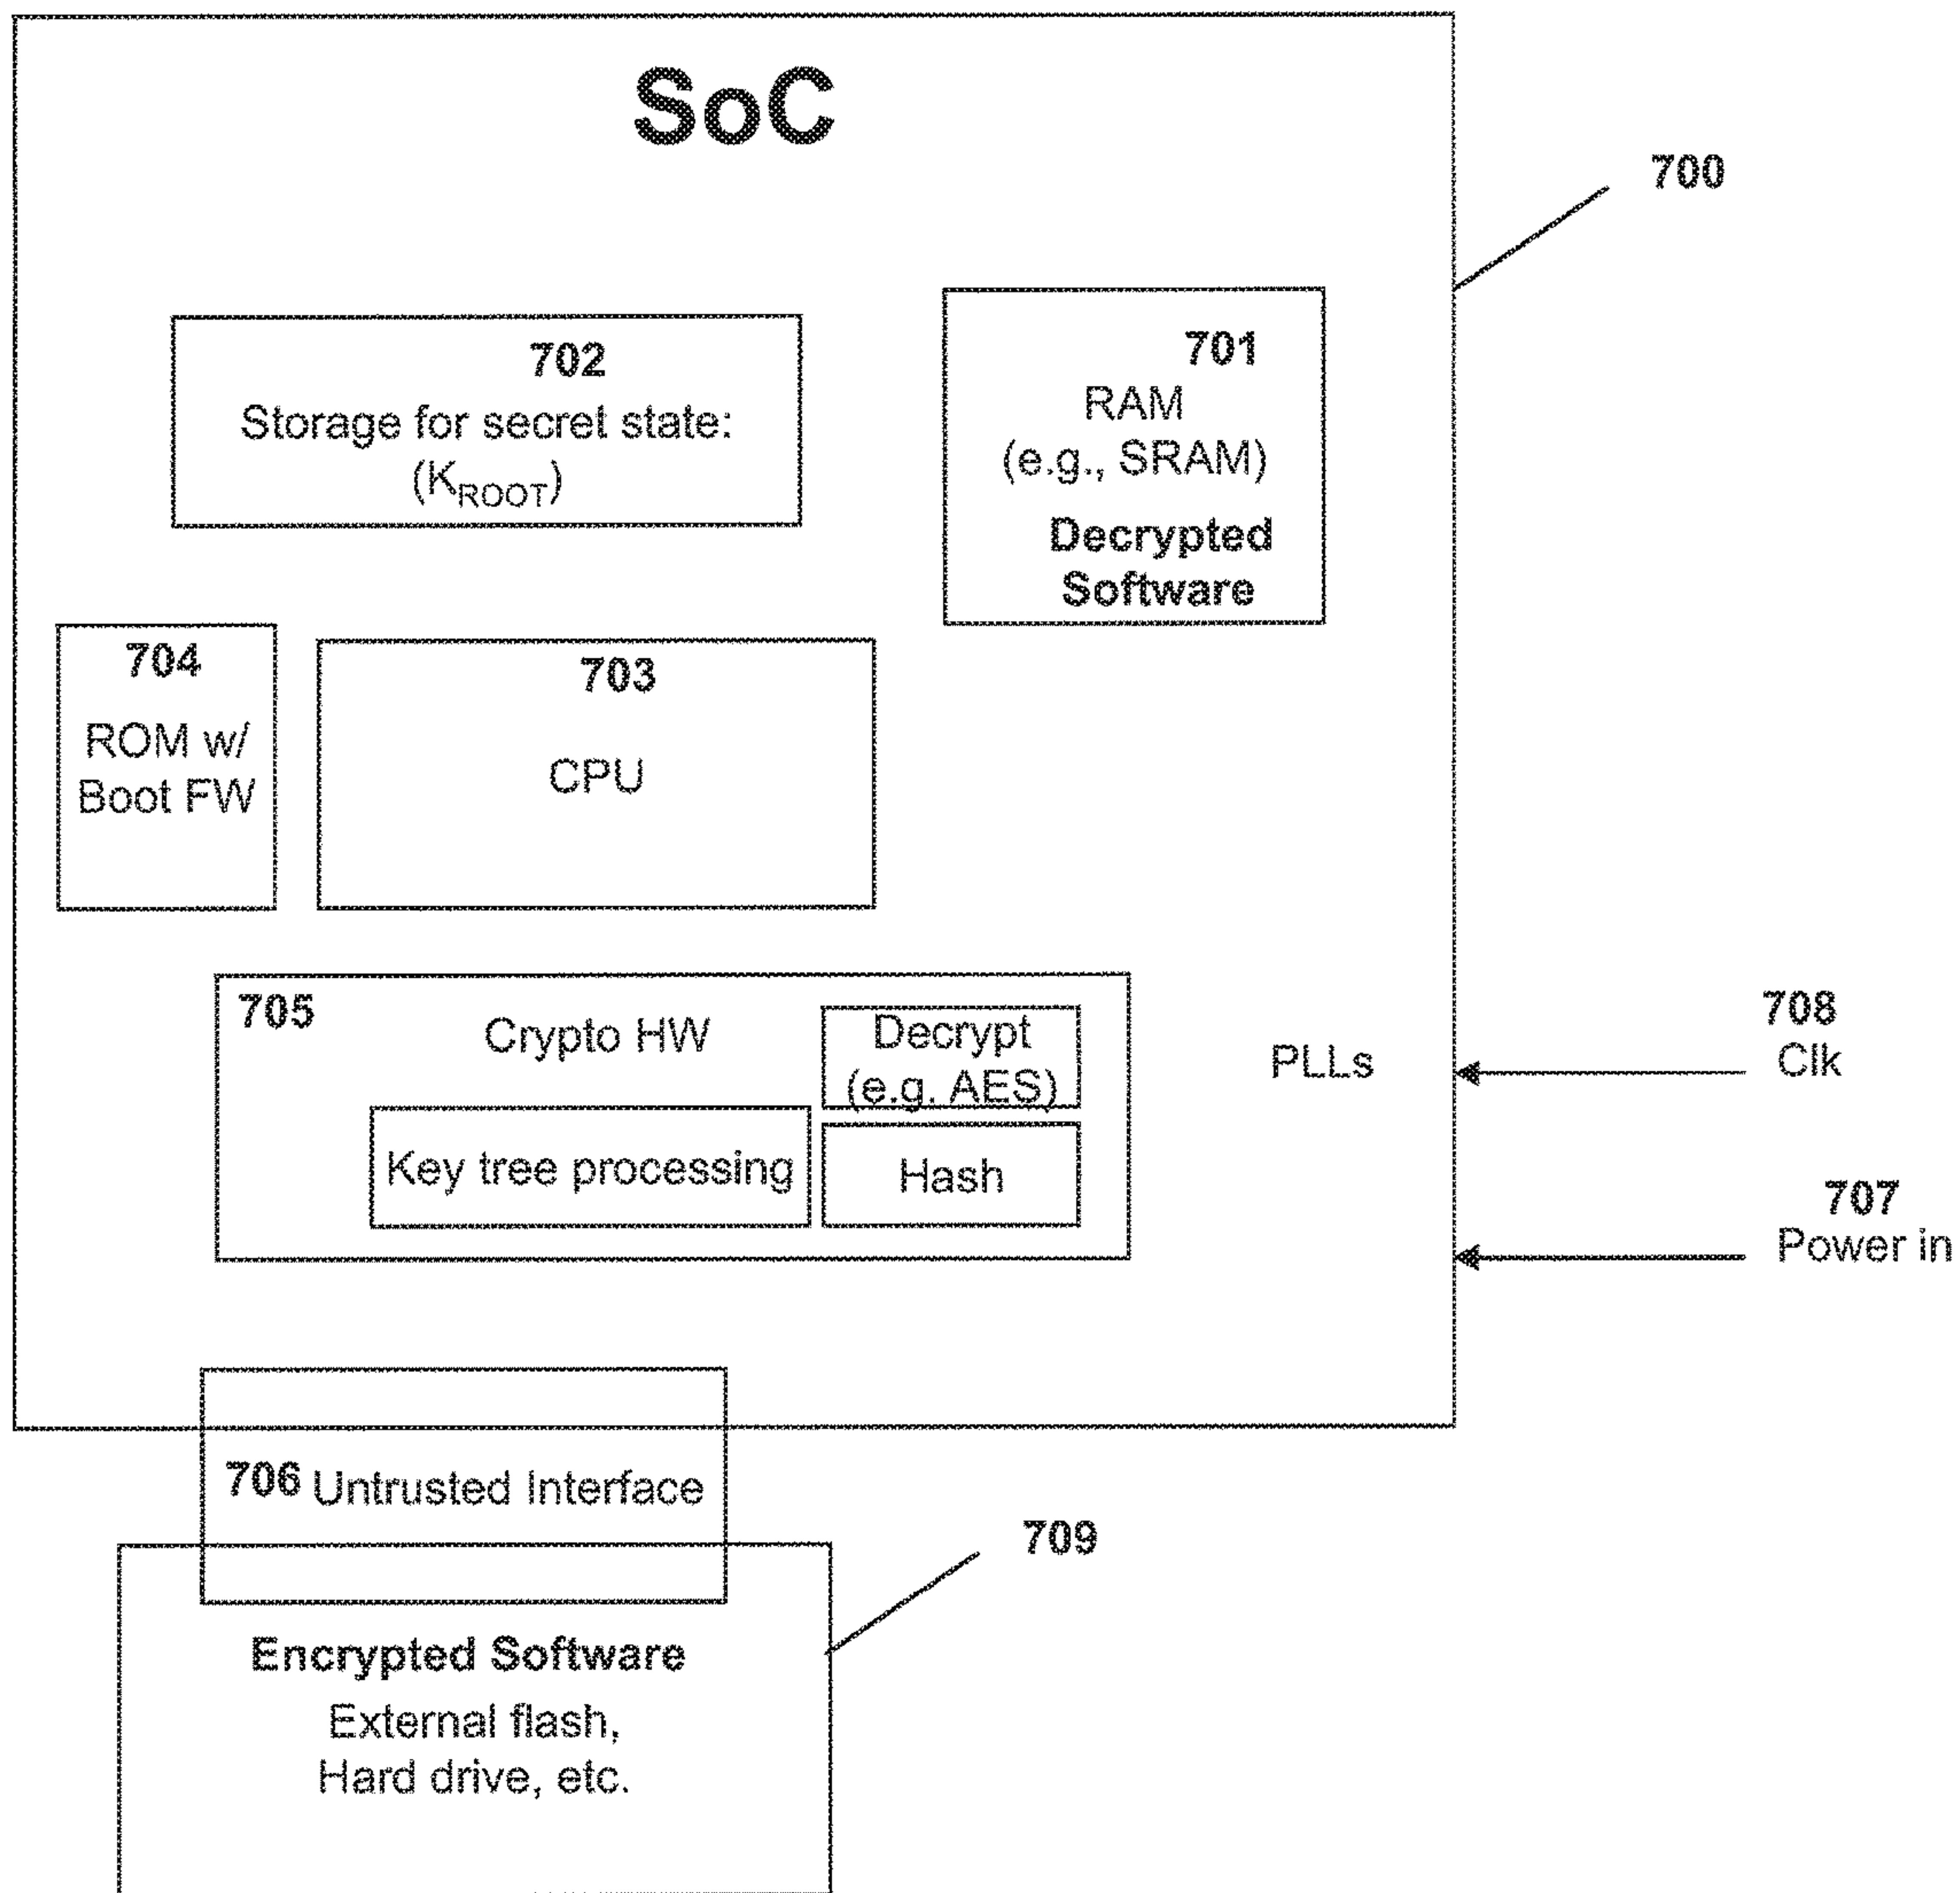 SoC
700
702
Storage for secret state:
(KROOT)
701
RAM
(e.g., SRAM)
Decrypted
Software
704
ROM w/
Boot FW
703
CPU
705
Crypto HW
Decrypt
(e.g. AES)
Key tree processing
Hash
PLLs
708
Clk
707
Power in
706 Untrusted Interface
709
Encrypted Software
External flash,
Hard drive, etc.